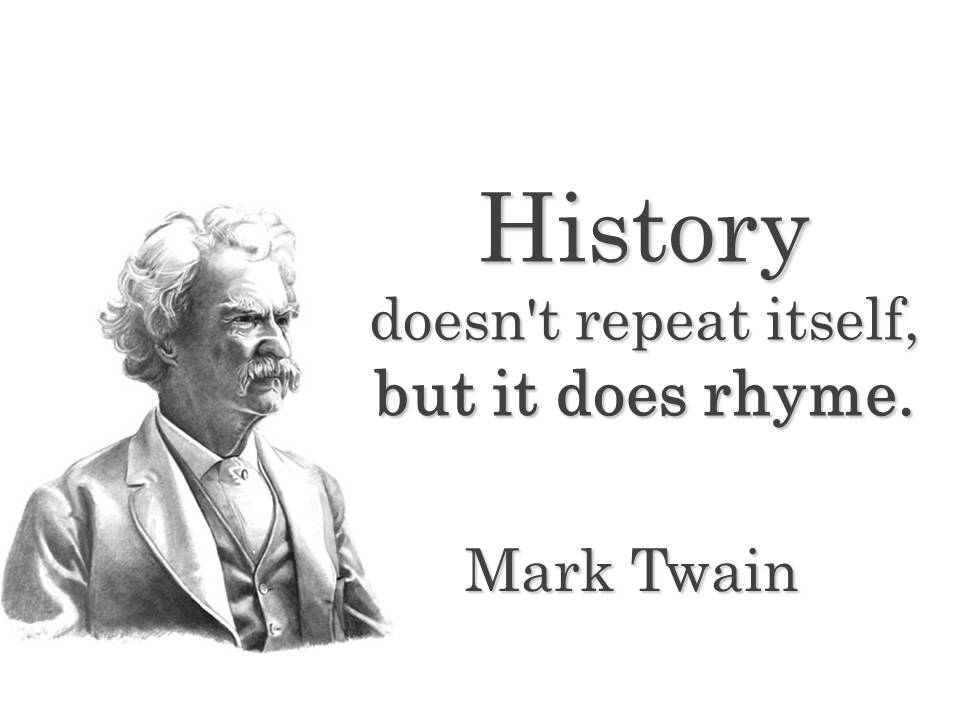 History
doesn't repeat itself,
but it does rhyme.
Mark Twain